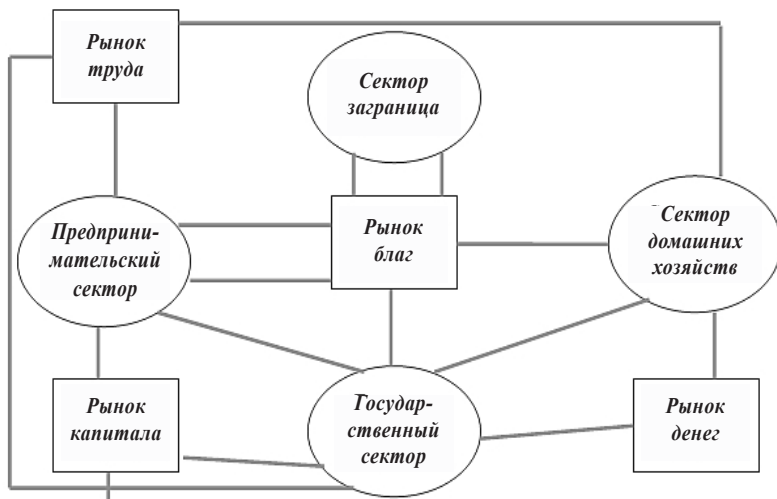 Рынок
труда
Сектор
заграница
Предприни-
мательский
сектор
Рынок
благ
Сектор
домашних
хозяйств
Рынок
капитала
Государ-
ственный
сектор
Рынок
денег